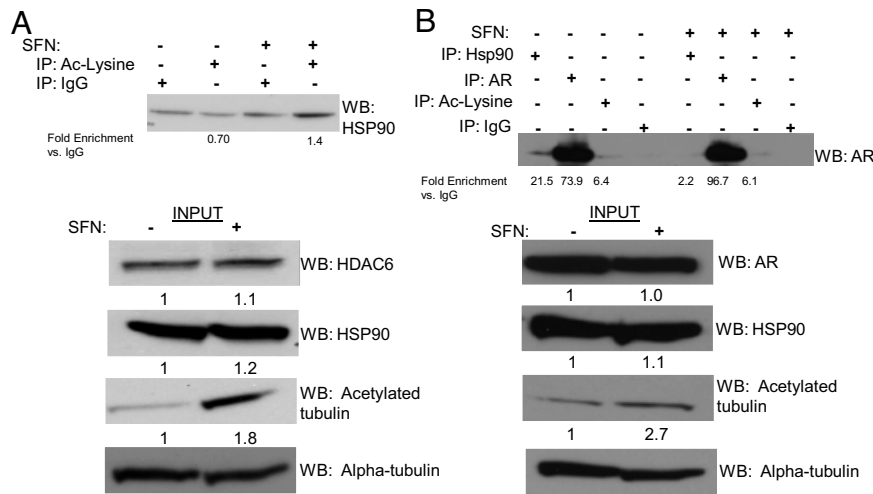 A
SFN: - - + +
IP: Ac-Lysine - + - +
IP: IgG + - + -
WB:
HSP90
Fold Enrichment
vs. IgG
0.70 1.4
INPUT
SFN: - +
WB: HDAC6
1 1.1
WB: HSP90
1 1.2
WB: Acetylated
tubulin
1 1.8
WB: Alpha-tubulin
B
SFN: - - - - + + + +
IP: Hsp90 + - - - + - - -
IP: AR - + - - - + - -
IP: Ac-Lysine - - + - - - + -
IP: IgG - - - + - - - +
WB: AR
Fold Enrichment
vs. IgG
21.5 73.9 6.4 2.2 96.7 6.1
INPUT
SFN: - +
WB: AR
1 1.0
WB: HSP90
1 1.1
WB: Acetylated
tubulin
1 2.7
WB: Alpha-tubulin